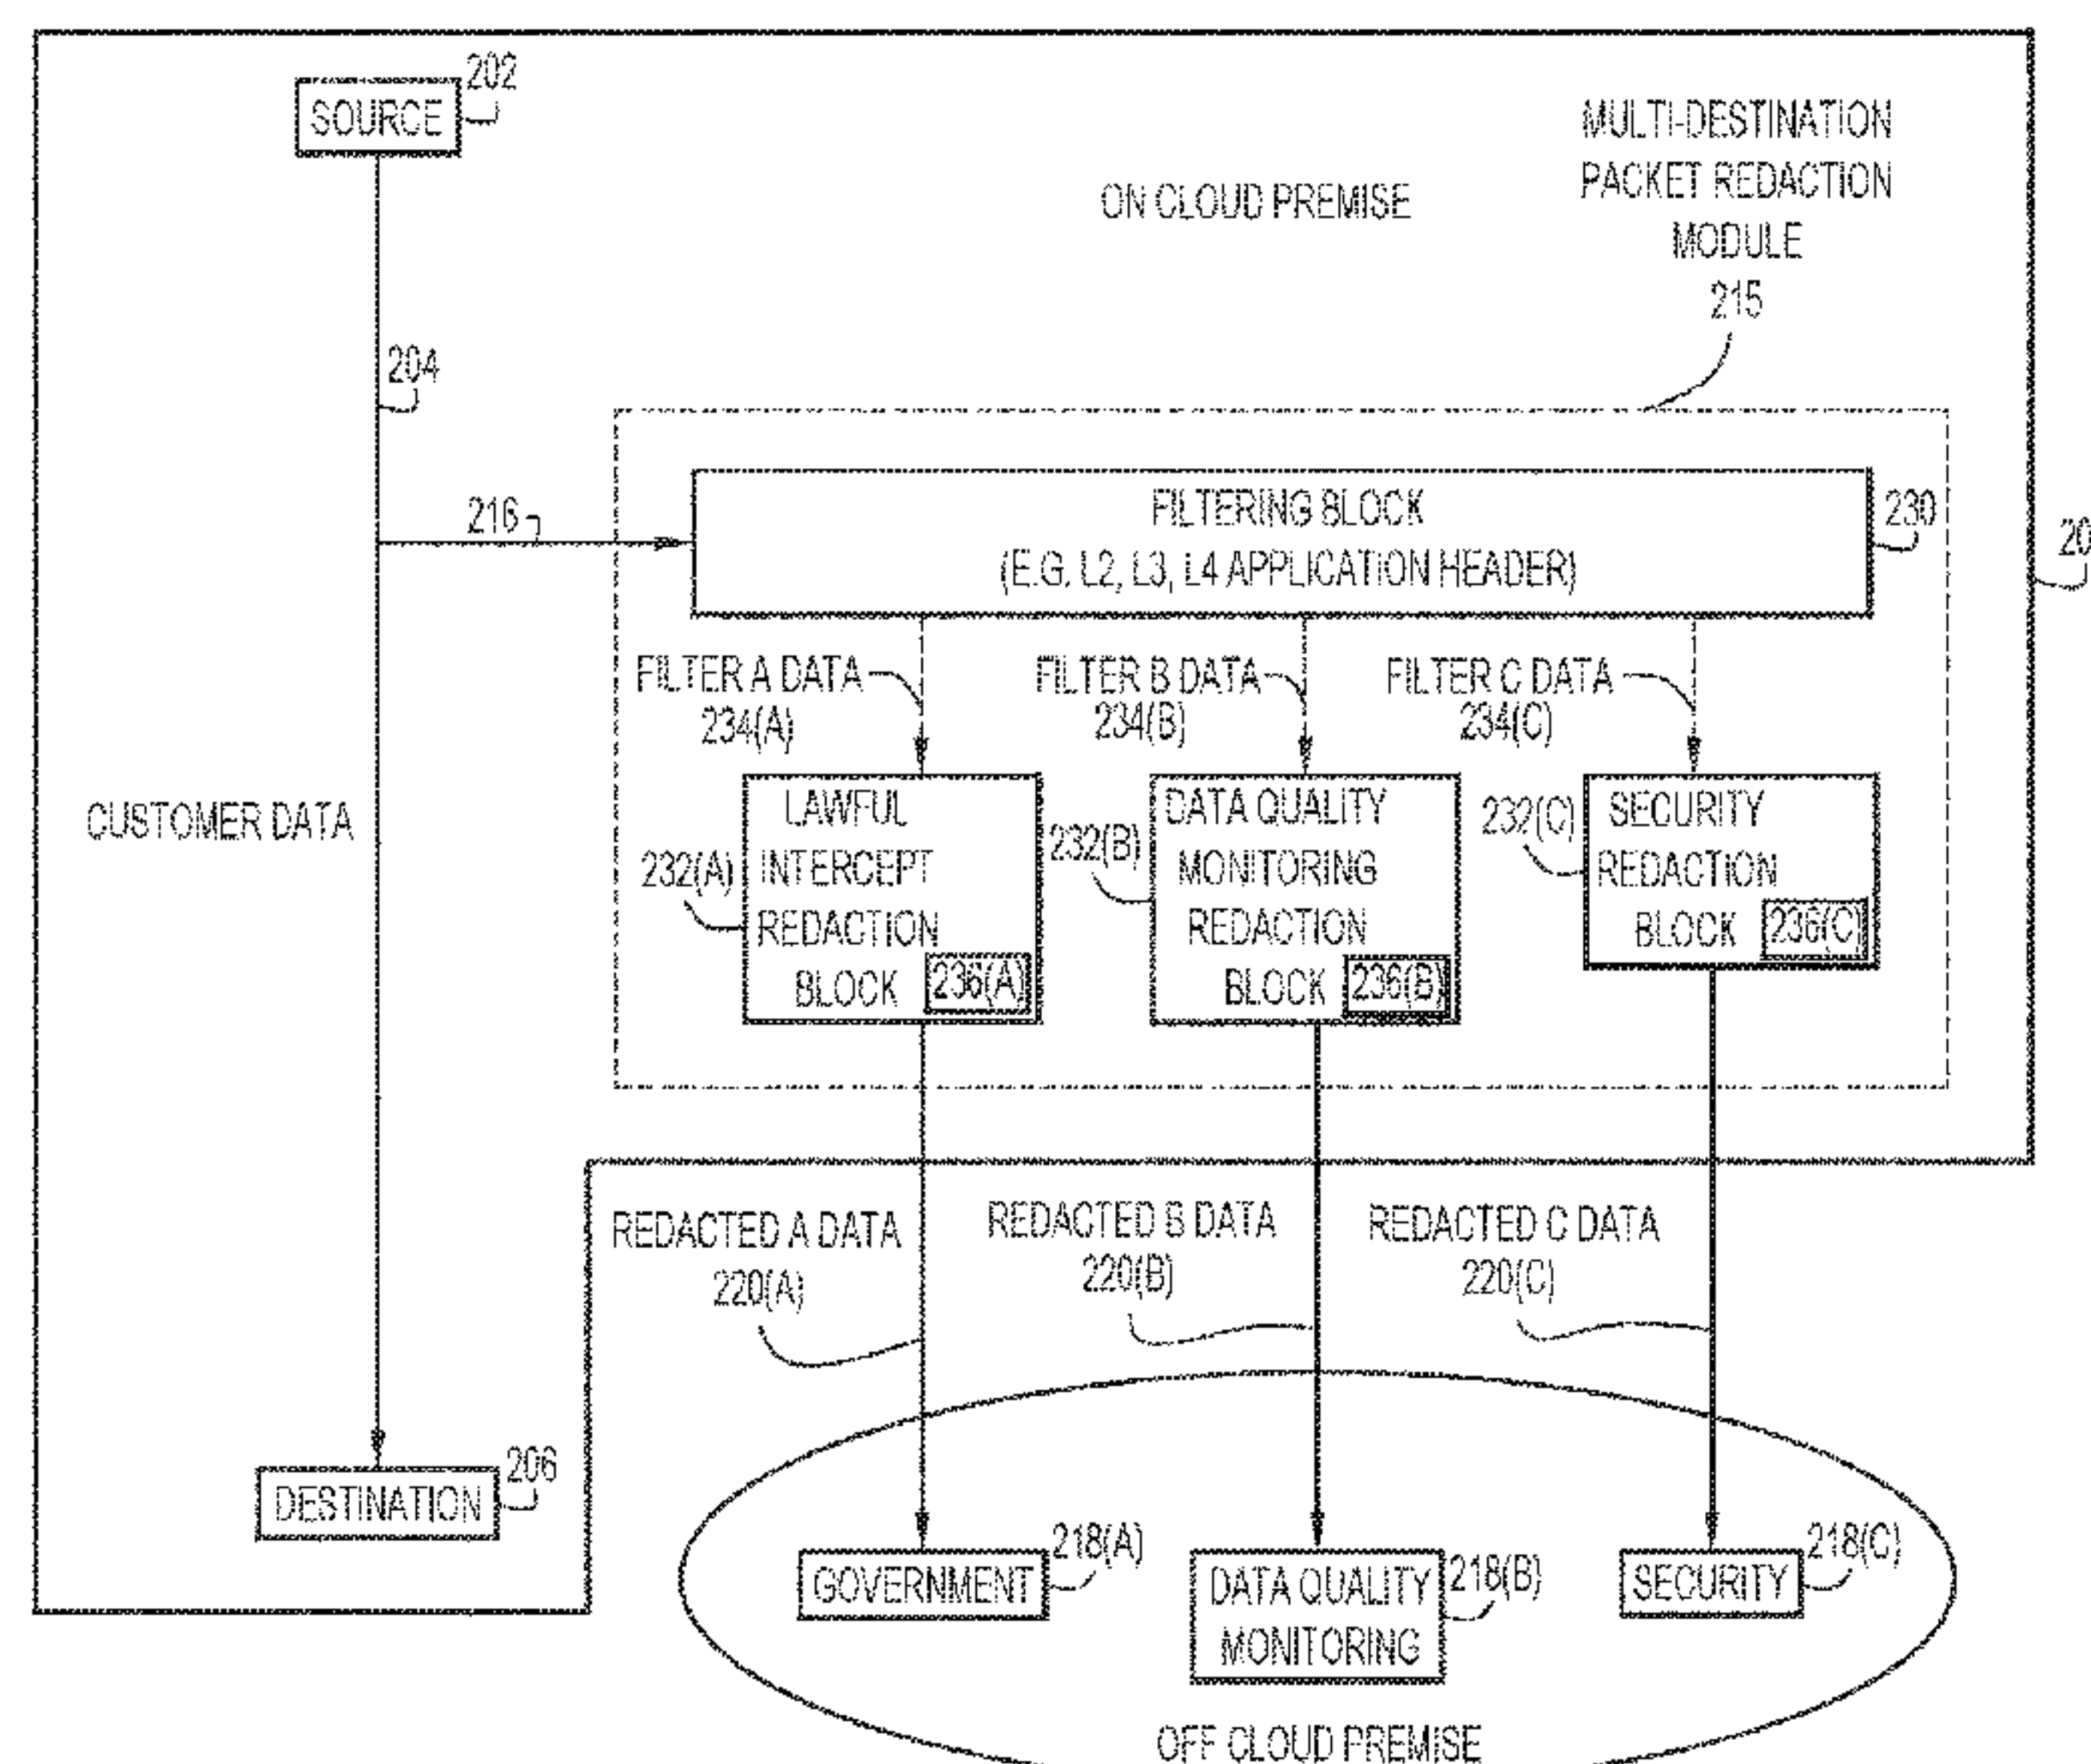 SOURCE
202
MULTI-DESTINATION
PACKET REDACTION
MODULE
215
ON CLOUD PREMISE
204
216
FILTERING BLOCK
(E.G. L2, L3, L4 APPLICATION HEADER)
230
20
FILTER A DATA
234(A)
FILTER B DATA
234(B)
FILTER C DATA
234(C)
CUSTOMER DATA
232(A)
LAWFUL
INTERCEPT
REDACTION
BLOCK
236(A)
232(B)
DATA QUALITY
MONITORING
REDACTION
BLOCK
236(B)
232(C)
SECURITY
REDACTION
BLOCK
236(C)
REDACTED A DATA
220(A)
REDACTED B DATA
220(B)
REDACTED C DATA
220(C)
DESTINATION
206
GOVERNMENT
218(A)
DATA QUALITY
MONITORING
218(B)
SECURITY
218(C)
OFF CLOUD PREMISE